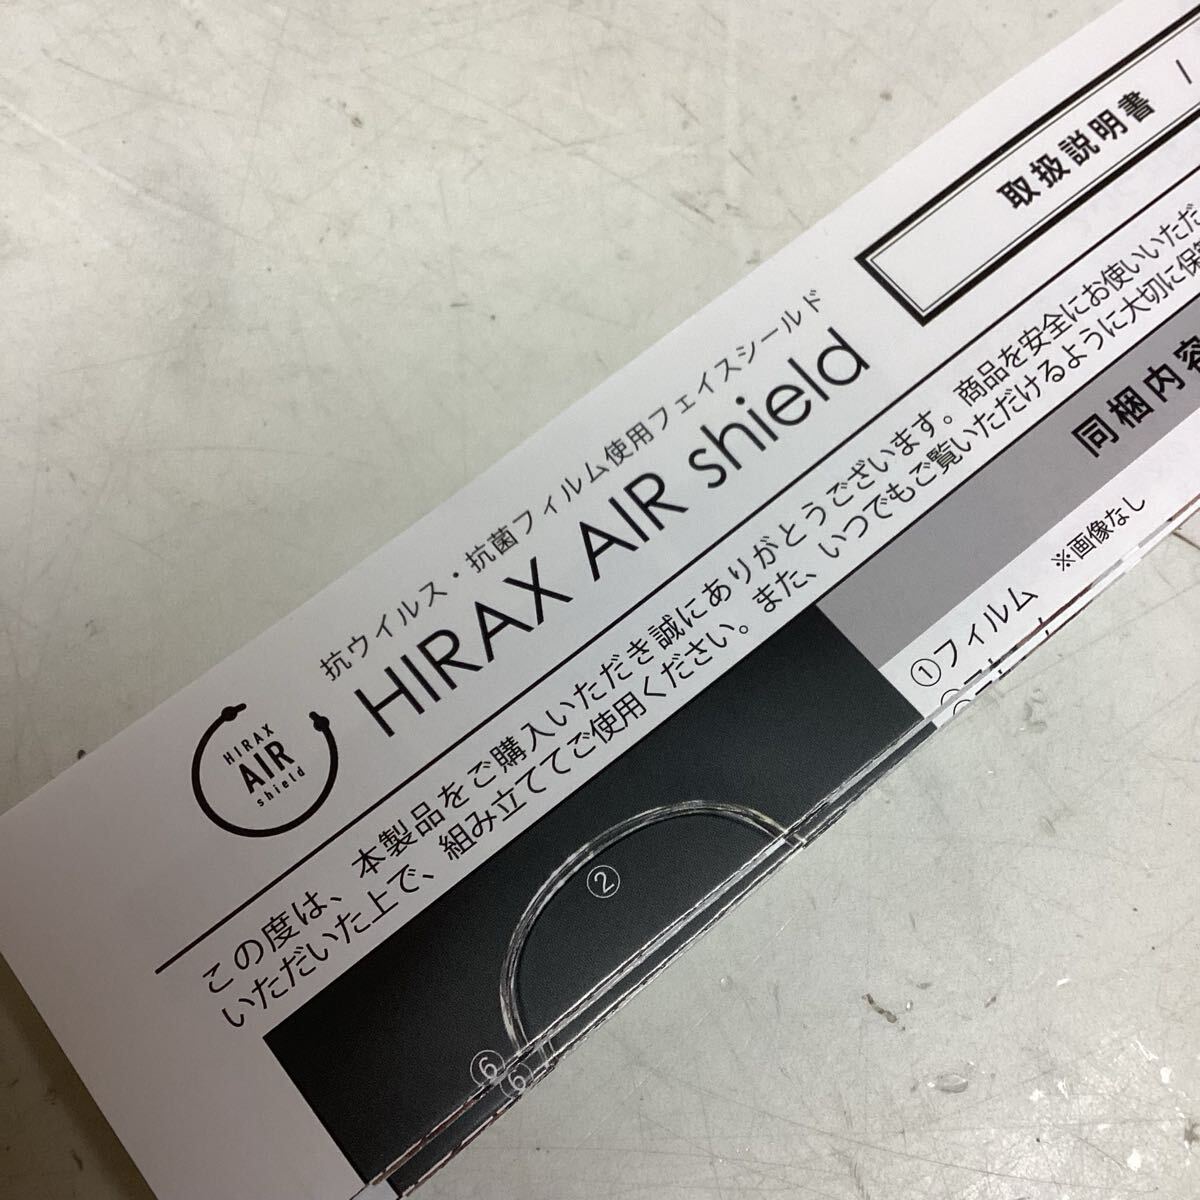 抗ウイルス・抗菌フィルム使用フェイスシールド
HIRAX AIR shield
HIRAX
AIR
shield
取扱説明書
この度は、本製品をご購入いただき誠にありがとうございます。商品を安全にお使いいただ
いただいた上で、組み立ててご使用ください。また、いつでもご覧いただけるように大切に保
同梱内容
①フィルム
※画像なし
②
⑥
⑥